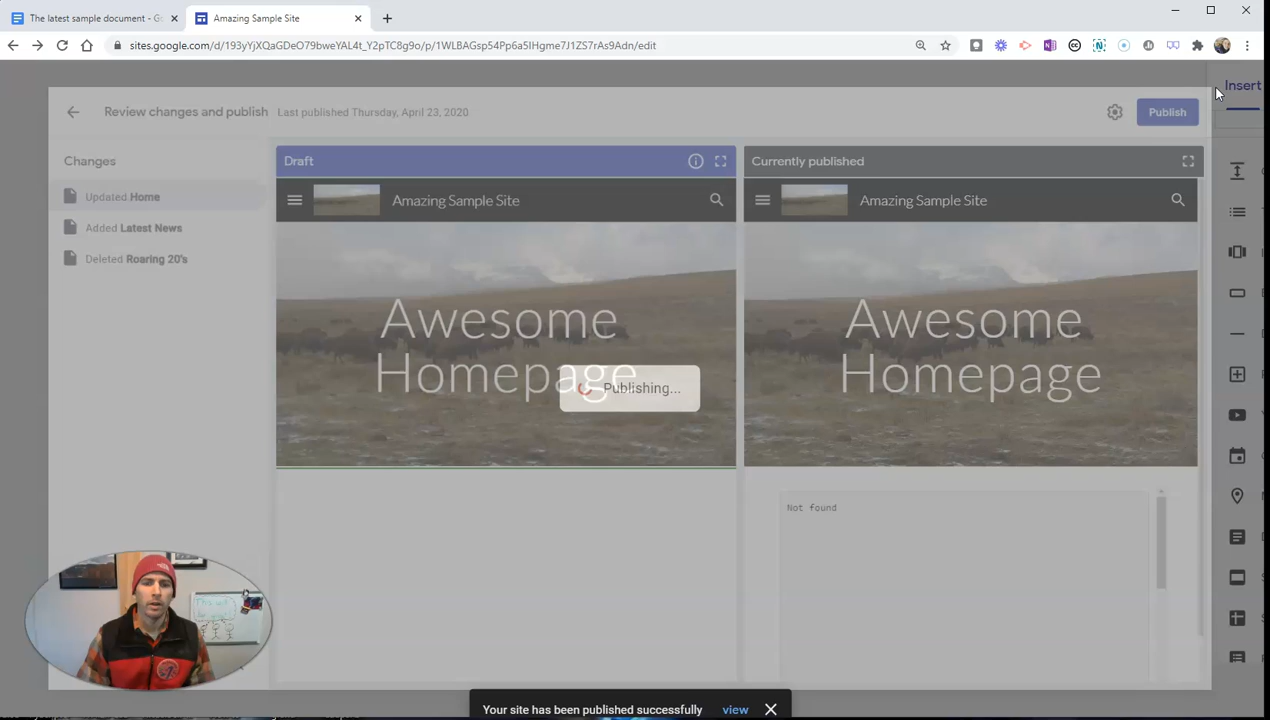 The latest sample document - G
Amazing Sample Site
sites.google.com/d/193yYjXQaGDeO79bweYAL4t_Y2pTC8g9o/p/1WLBAGsp54Pp6a5IHgme7J1ZS7rAs9Adn/edit
Insert
Review changes and publish Last published Thursday, April 23, 2020
Publish
Changes
Updated Home
Added Latest News
Deleted Roaring 20's
Draft
Amazing Sample Site
Awesome
Homepage
Publishing...
Currently published
Amazing Sample Site
Awesome
Homepage
Not found
This will
Your site has been published successfully view